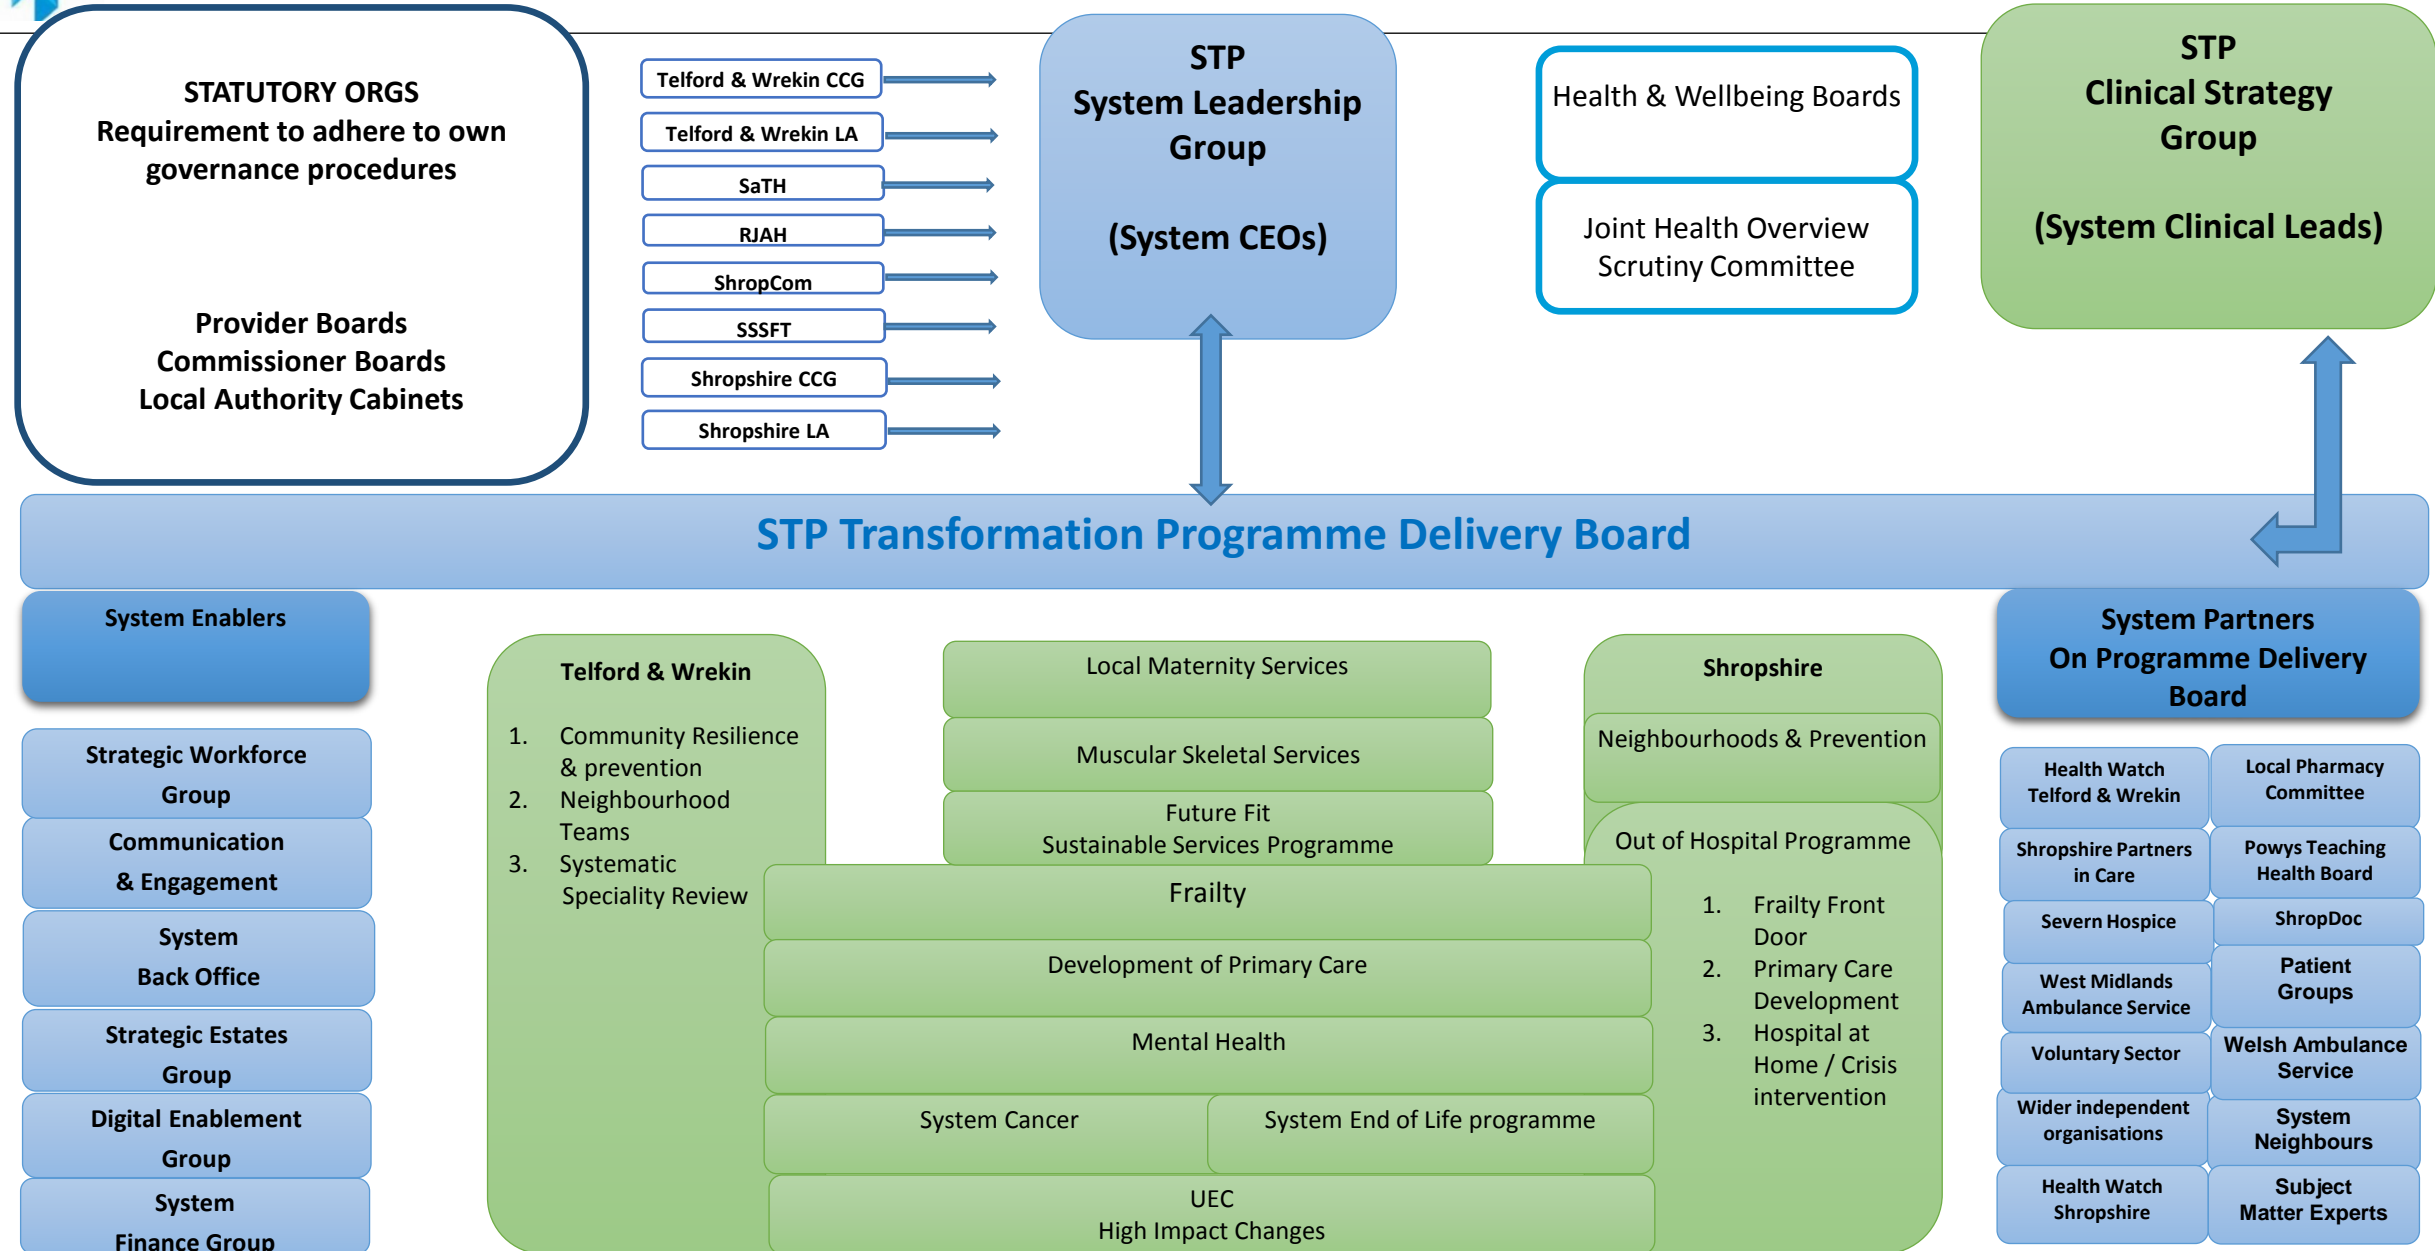 STATUTORY ORGS
Requirement to adhere to own
governance procedures
Provider Boards
Commissioner Boards
Local Authority Cabinets
Telford & Wrekin CCG
Telford & Wrekin LA
SaTH
RJAH
ShropCom
SSSFT
Shropshire CCG
Shropshire LA
STP
System Leadership
Group
(System CEOs)
Health & Wellbeing Boards
Joint Health Overview
Scrutiny Committee
STP
Clinical Strategy
Group
(System Clinical Leads)
STP Transformation Programme Delivery Board
System Enablers
Strategic Workforce
Group
Communication
& Engagement
System
Back Office
Strategic Estates
Group
Digital Enablement
Group
System
Finance Group
Telford & Wrekin
1. Community Resilience
& prevention
2. Neighbourhood
Teams
3. Systematic
Speciality Review
Local Maternity Services
Muscular Skeletal Services
Future Fit
Sustainable Services Programme
Frailty
Development of Primary Care
Mental Health
System Cancer
System End of Life programme
UEC
High Impact Changes
Shropshire
Neighbourhoods & Prevention
Out of Hospital Programme
1. Frailty Front
Door
2. Primary Care
Development
3. Hospital at
Home / Crisis
intervention
System Partners
On Programme Delivery
Board
Health Watch
Telford & Wrekin
Local Pharmacy
Committee
Shropshire Partners
in Care
Powys Teaching
Health Board
Severn Hospice
ShropDoc
West Midlands
Ambulance Service
Patient
Groups
Voluntary Sector
Welsh Ambulance
Service
Wider independent
organisations
System
Neighbours
Health Watch
Shropshire
Subject
Matter Experts